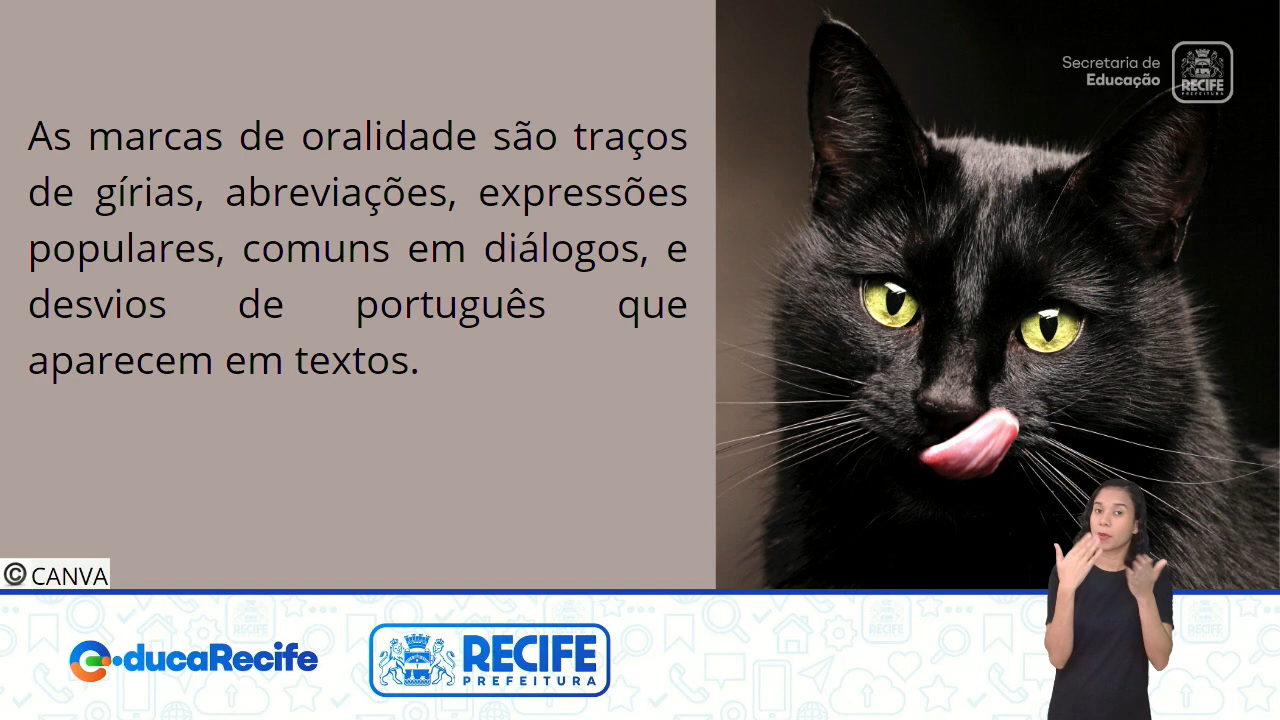 Secretaria de
Educação
RECIFE
PREFEITURA
As marcas de oralidade são traços
de gírias, abreviações, expressões
populares, comuns em diálogos, e
desvios de português que
aparecem em textos.
© CANVA
educaRecife
RECIFE
PREFEITURA